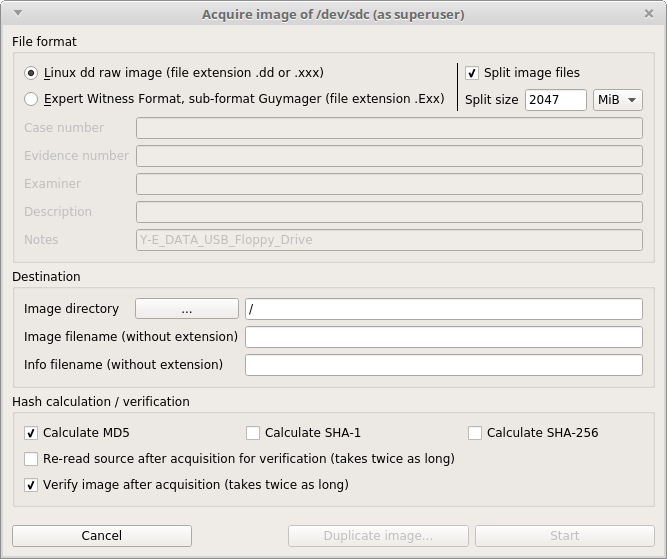 Acquire image of /dev/sdc (as superuser)
File format
Linux dd raw image (file extension .dd or .xxx)
Split image files
Expert Witness Format, sub-format Guymager (file extension .Exx)
Split size 2047 MiB
Case number
Evidence number
Examiner
Description
Notes Y-E_DATA_USB_Floppy_Drive
Destination
Image directory ... /
Image filename (without extension)
Info filename (without extension)
Hash calculation / verification
Calculate MD5 Calculate SHA-1 Calculate SHA-256
Re-read source after acquisition for verification (takes twice as long)
Verify image after acquisition (takes twice as long)
Cancel Duplicate image... Start